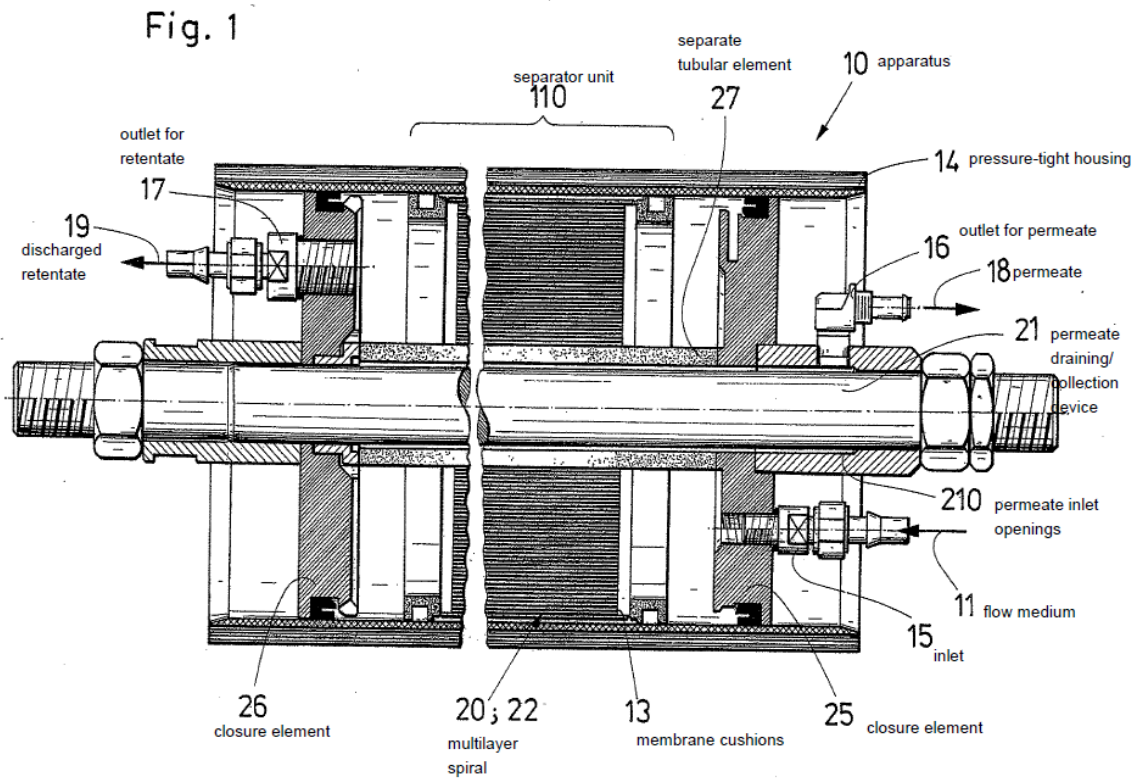 Fig. 1
separate
tubular element
27
separator unit
110
10 apparatus
outlet for
retentate
17
14 pressure-tight housing
19
discharged
retentate
outlet for permeate
16
18 permeate
21 permeate
draining/
collection
device
210 permeate inlet
openings
11 flow medium
15 inlet
26
closure element
20; 22
multilayer
spiral
13
membrane cushions
25 closure element